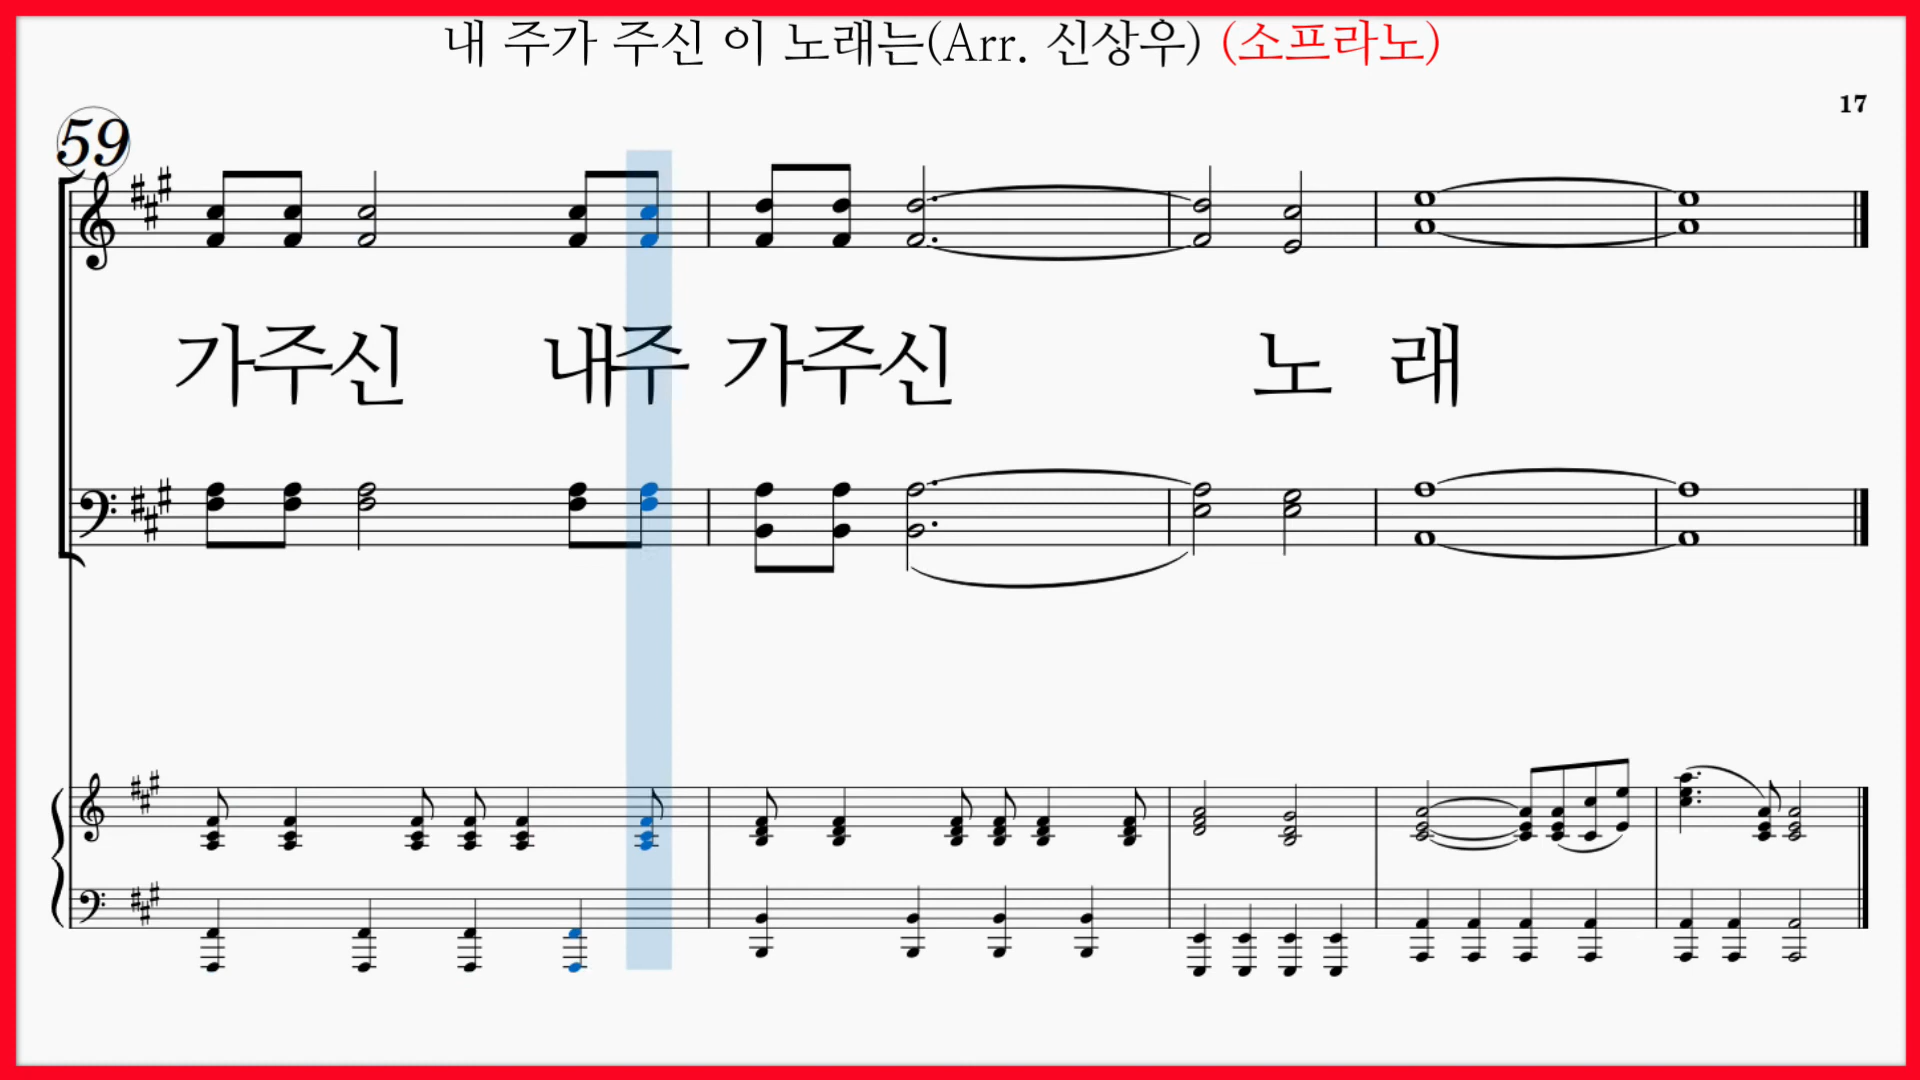 내 주가 주신 이 노래는(Arr. 신상우) (소프라노)
17
59
가주신 내주 가주신 노 래